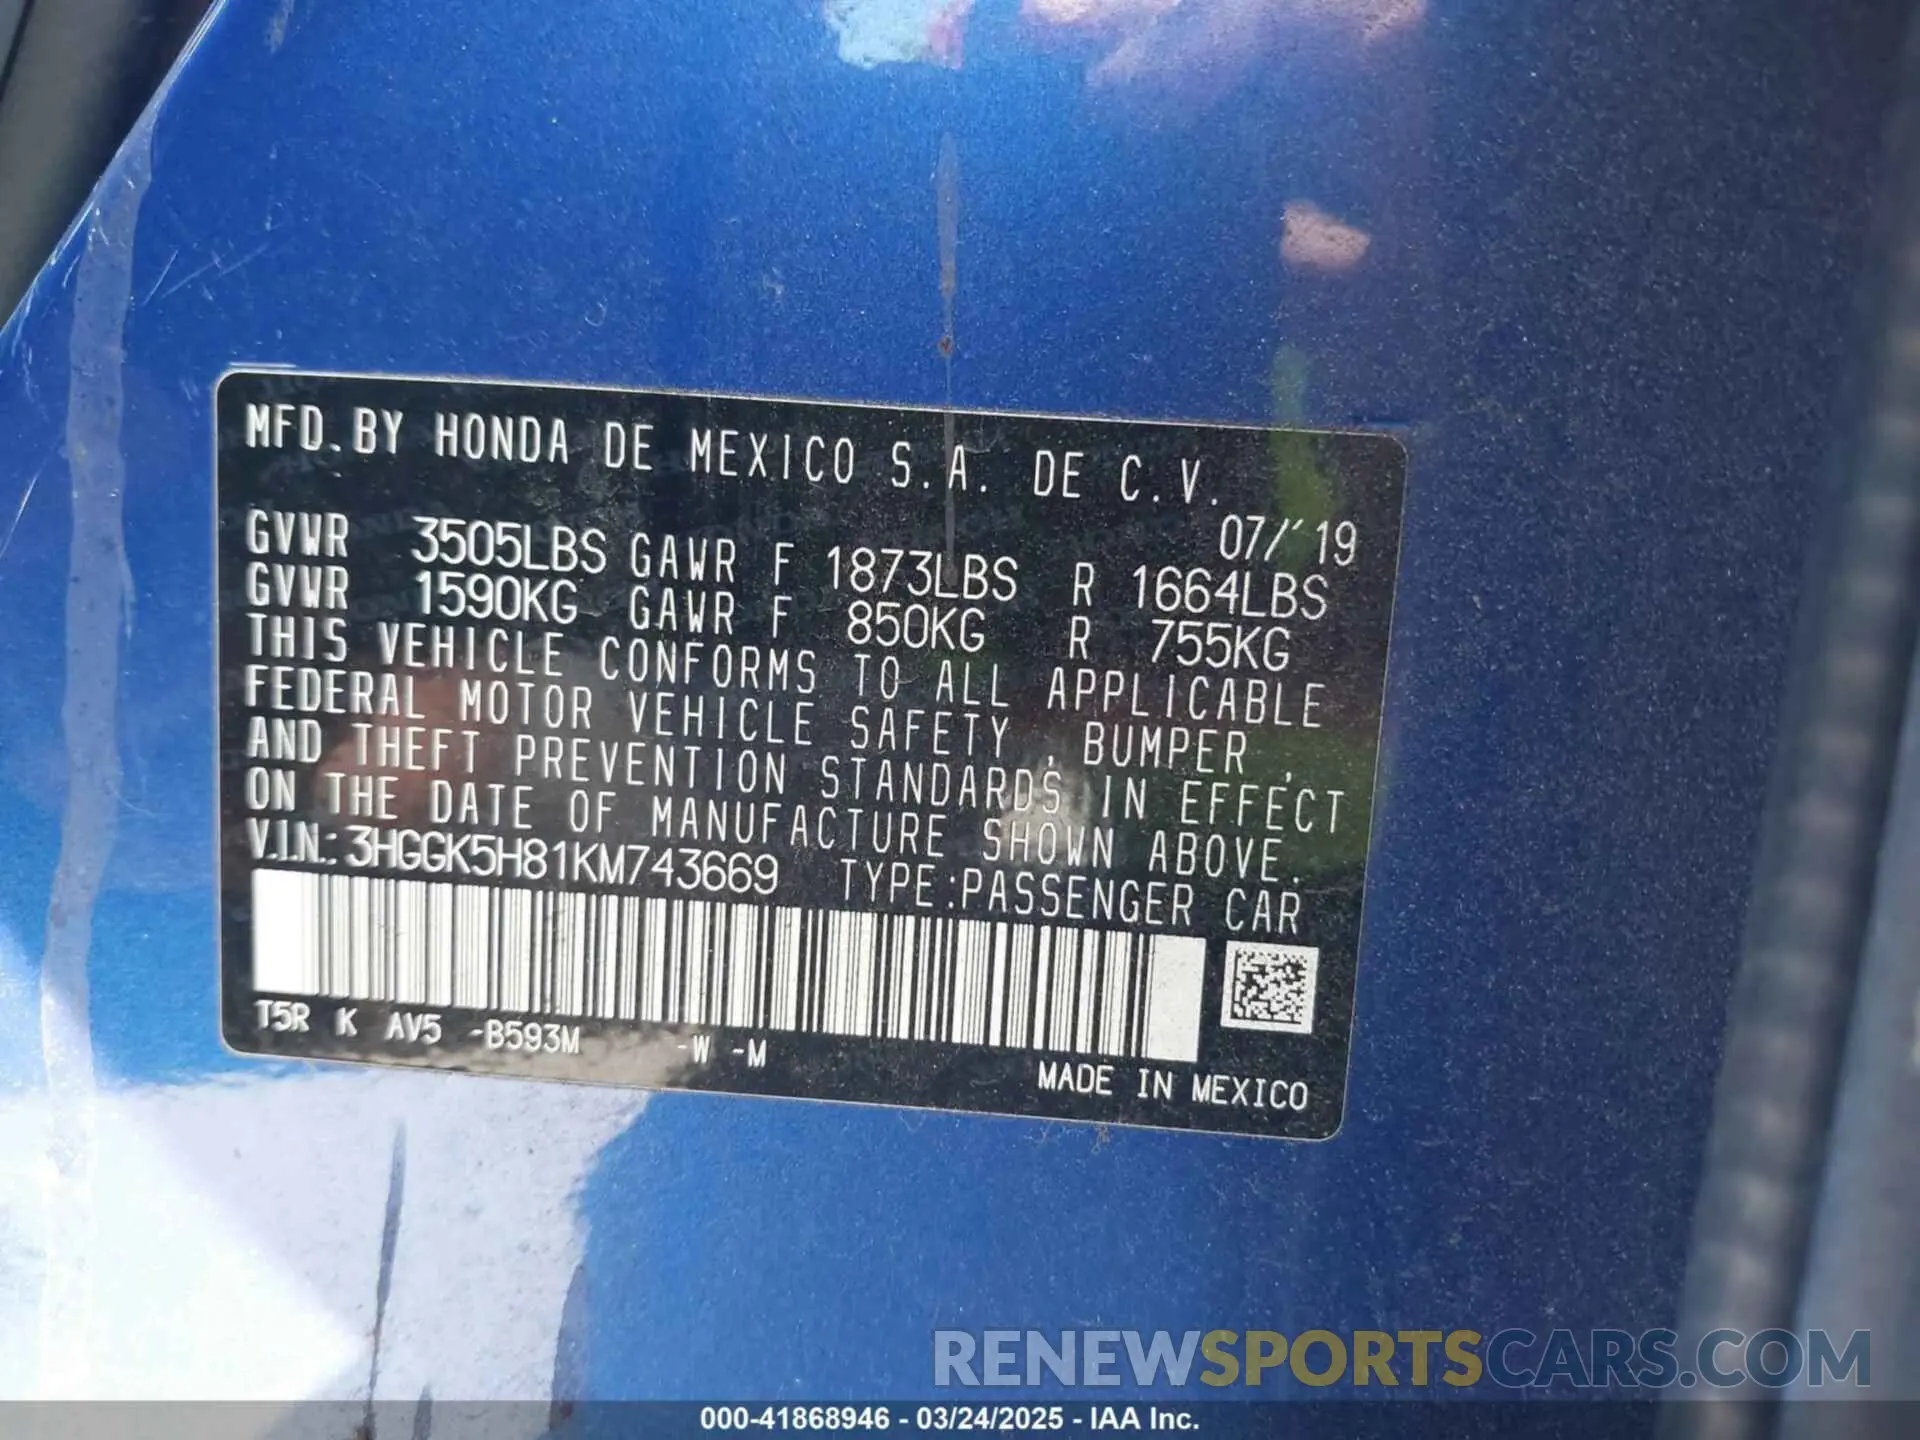 MFD.BY HONDA DE MEXICO S.A. DE C.V.
07/'19
GVWR 3505LBS GAWR F 1873LBS R 1664LBS
GVWR 1590KG GAWR F 850KG R 755KG
THIS VEHICLE CONFORMS TO ALL APPLICABLE
FEDERAL MOTOR VEHICLE SAFETY, BUMPER,
AND THEFT PREVENTION STANDARDS IN EFFECT
ON THE DATE OF MANUFACTURE SHOWN ABOVE.
V.I.N.: 3HGGK5H81KM743669 TYPE:PASSENGER CAR
T5R K AV5 -B593M -W -M
MADE IN MEXICO
RENEWSPORTSCARS.COM
000-41868946 - 03/24/2025 - IAA Inc.